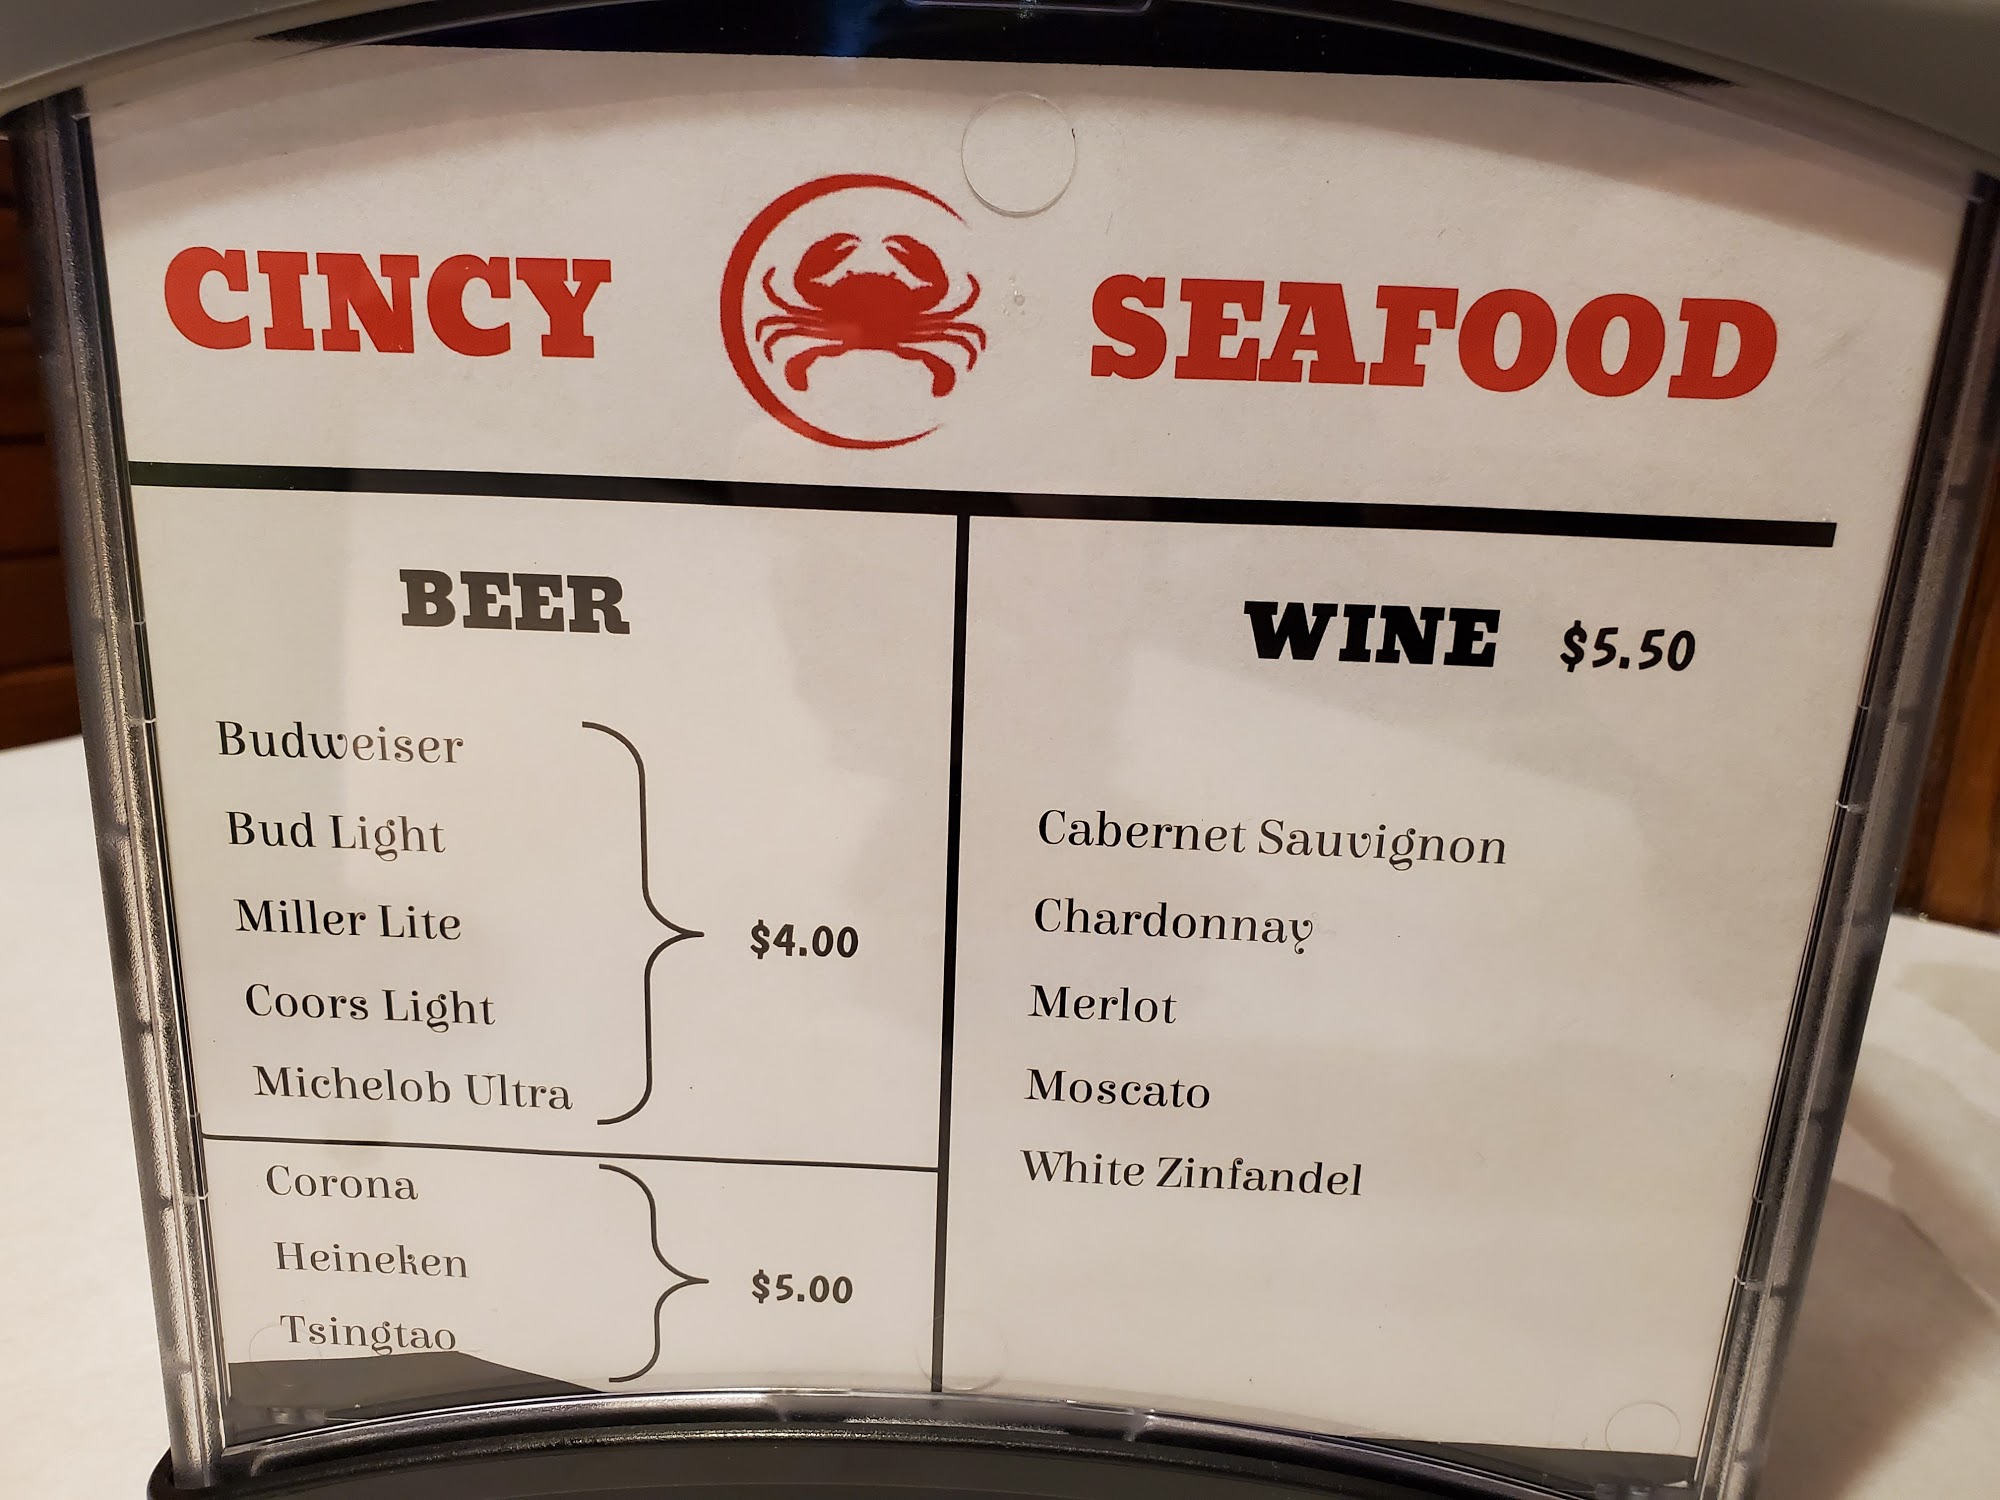 CINCY SEAFOOD
BEER
Budweiser
Bud Light
Miller Lite
Coors Light
Michelob Ultra
$4.00
Corona
Heineken
Tsingtao
$5.00
WINE $5.50
Cabernet Sauvignon
Chardonnay
Merlot
Moscato
White Zinfandel